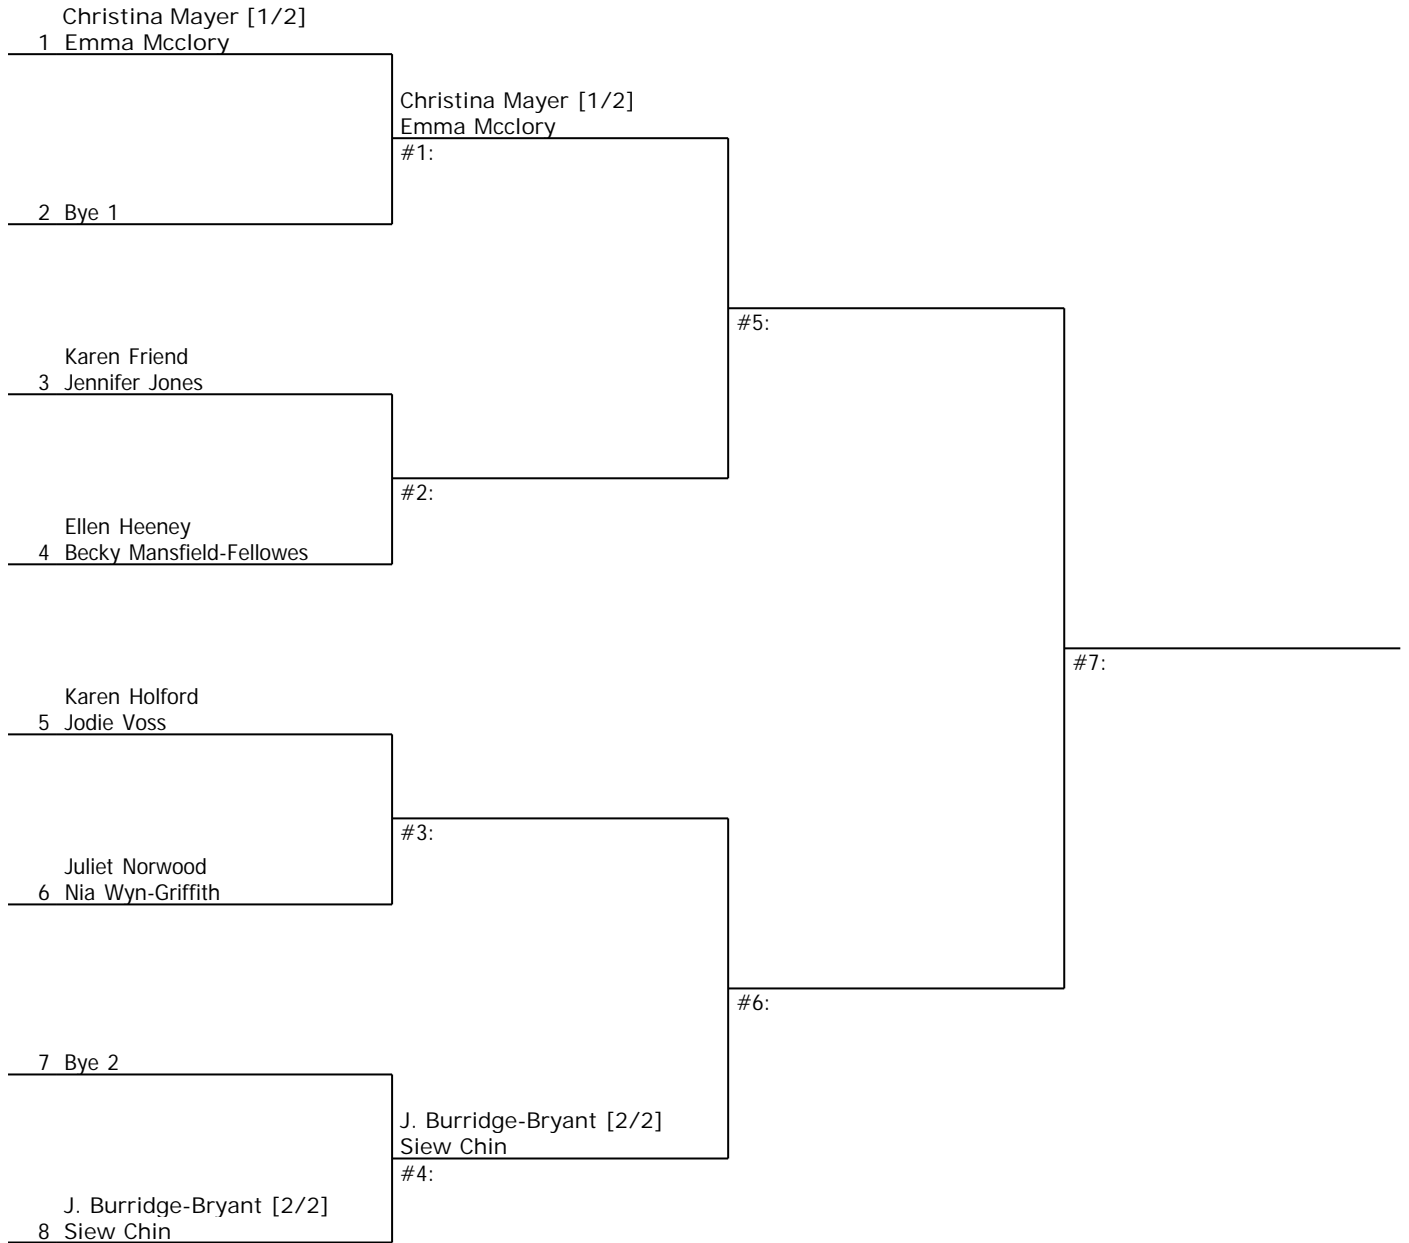 Christina Mayer [1/2]
1 Emma Mcclory
Christina Mayer [1/2]
Emma Mcclory
#1:
2 Bye 1
#5:
Karen Friend
3 Jennifer Jones
#2:
Ellen Heeney
4 Becky Mansfield-Fellowes
#7:
Karen Holford
5 Jodie Voss
#3:
Juliet Norwood
6 Nia Wyn-Griffith
#6:
7 Bye 2
J. Burridge-Bryant [2/2]
Siew Chin
#4:
J. Burridge-Bryant [2/2]
8 Siew Chin